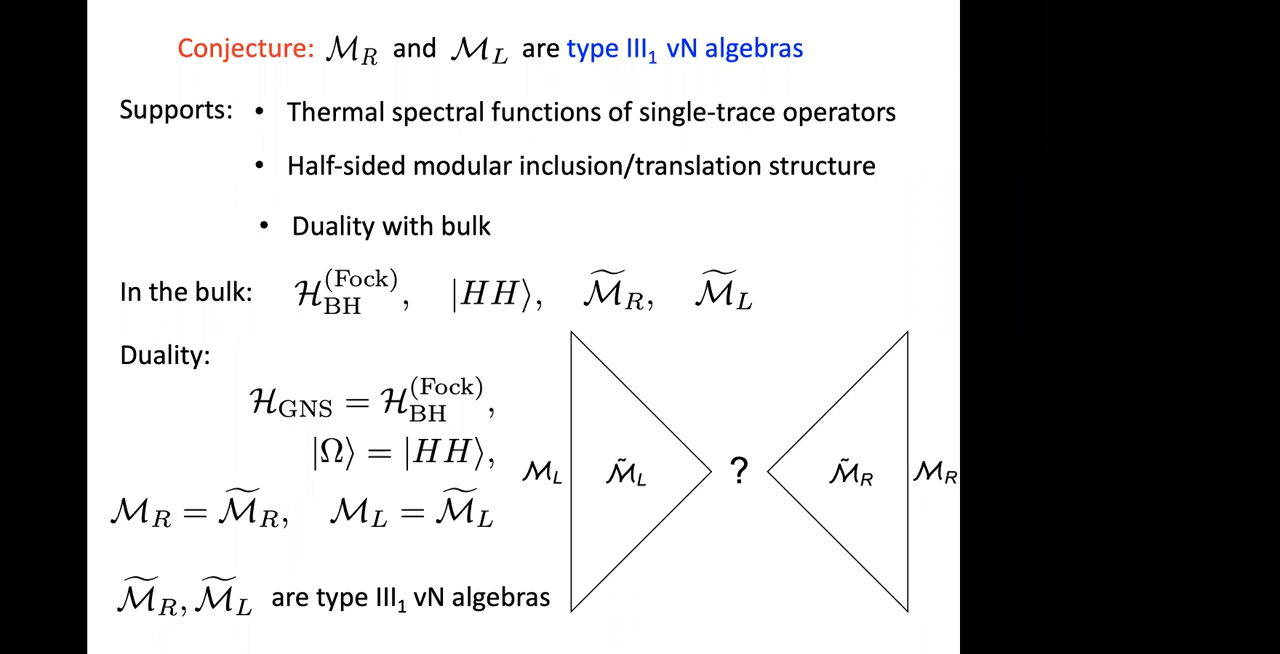 Conjecture: ℳ_R and ℳ_L are type III₁ vN algebras
Supports: • Thermal spectral functions of single-trace operators
• Half-sided modular inclusion/translation structure
• Duality with bulk
In the bulk: ℋ_BH^(Fock), |HH⟩, ℳ̃_R, ℳ̃_L
Duality:
ℋ_GNS = ℋ_BH^(Fock),
|Ω⟩ = |HH⟩,
ℳ_L ℳ̃_L ? ℳ̃_R ℳ_R
ℳ_R = ℳ̃_R, ℳ_L = ℳ̃_L
ℳ̃_R, ℳ̃_L are type III₁ vN algebras